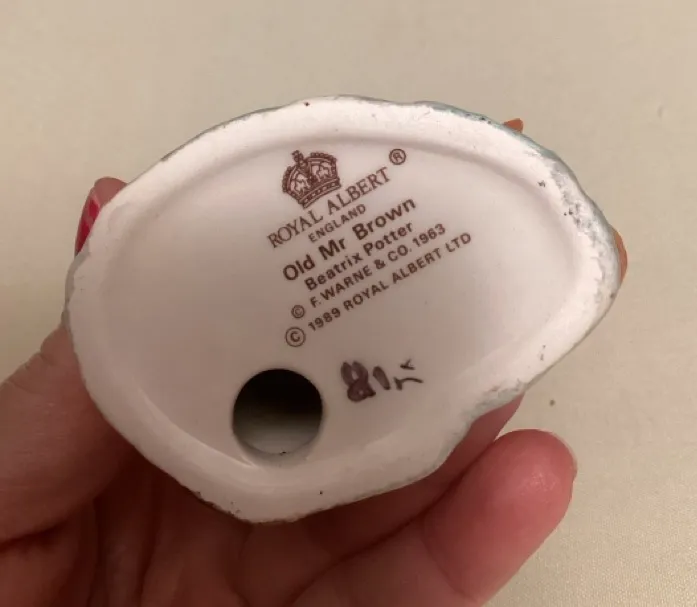 ®
ROYAL ALBERT
ENGLAND
Old Mr Brown
Beatrix Potter
© F. WARNE & CO. 1963
© 1989 ROYAL ALBERT LTD